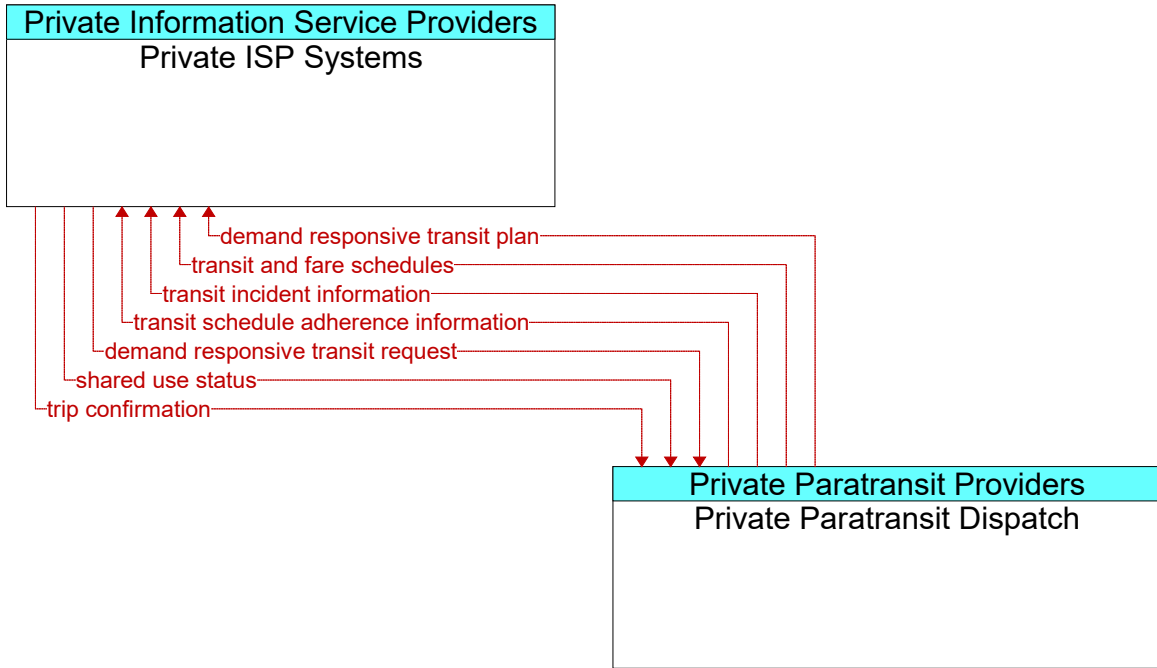 Private Information Service Providers
Private ISP Systems
demand responsive transit plan
transit and fare schedules
transit incident information
transit schedule adherence information
demand responsive transit request
shared use status
trip confirmation
Private Paratransit Providers
Private Paratransit Dispatch